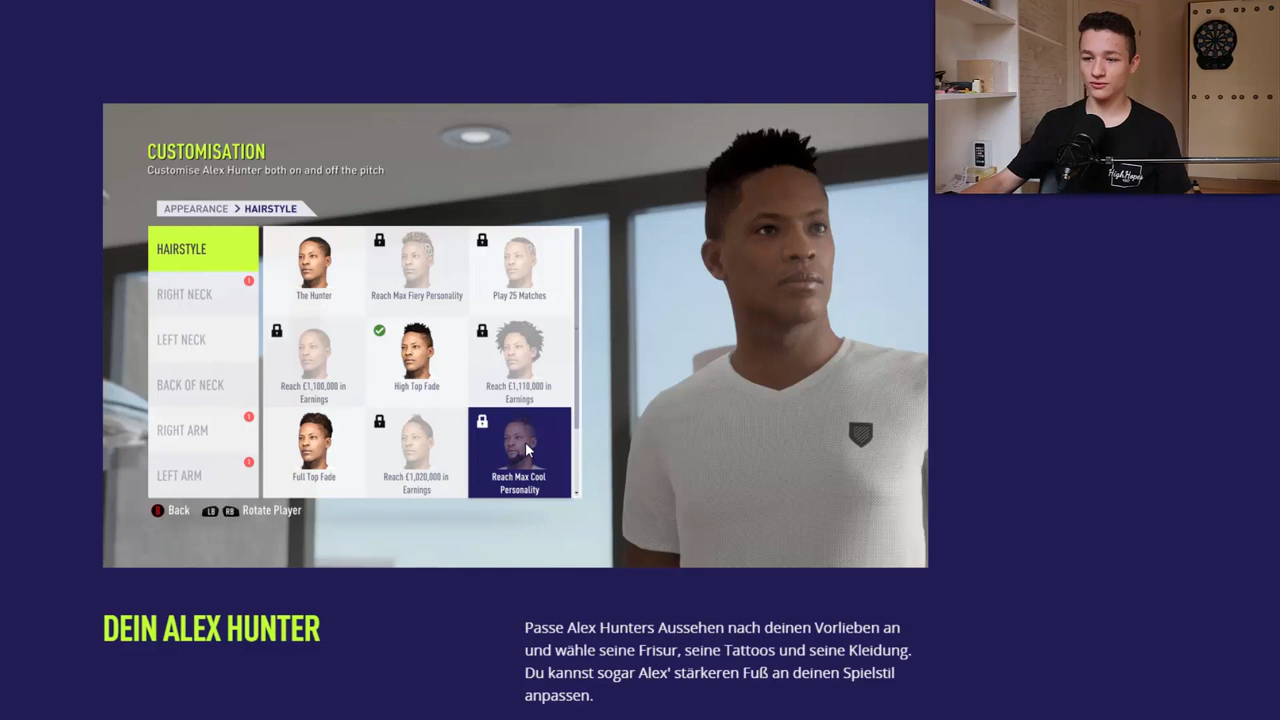 CUSTOMISATION
Customise Alex Hunter both on and off the pitch
APPEARANCE > HAIRSTYLE
HAIRSTYLE
RIGHT NECK
LEFT NECK
BACK OF NECK
RIGHT ARM
LEFT ARM
The Hunter
Reach Max Fiery Personality
Play 25 Matches
Reach £1,100,000 in
Earnings
High Top Fade
Reach £1,110,000 in
Earnings
Full Top Fade
Reach £1,020,000 in
Earnings
Reach Max Cool
Personality
Back
LB RB Rotate Player
High Hopes
DEIN ALEX HUNTER
Passe Alex Hunters Aussehen nach deinen Vorlieben an
und wähle seine Frisur, seine Tattoos und seine Kleidung.
Du kannst sogar Alex' stärkeren Fuß an deinen Spielstil
anpassen.